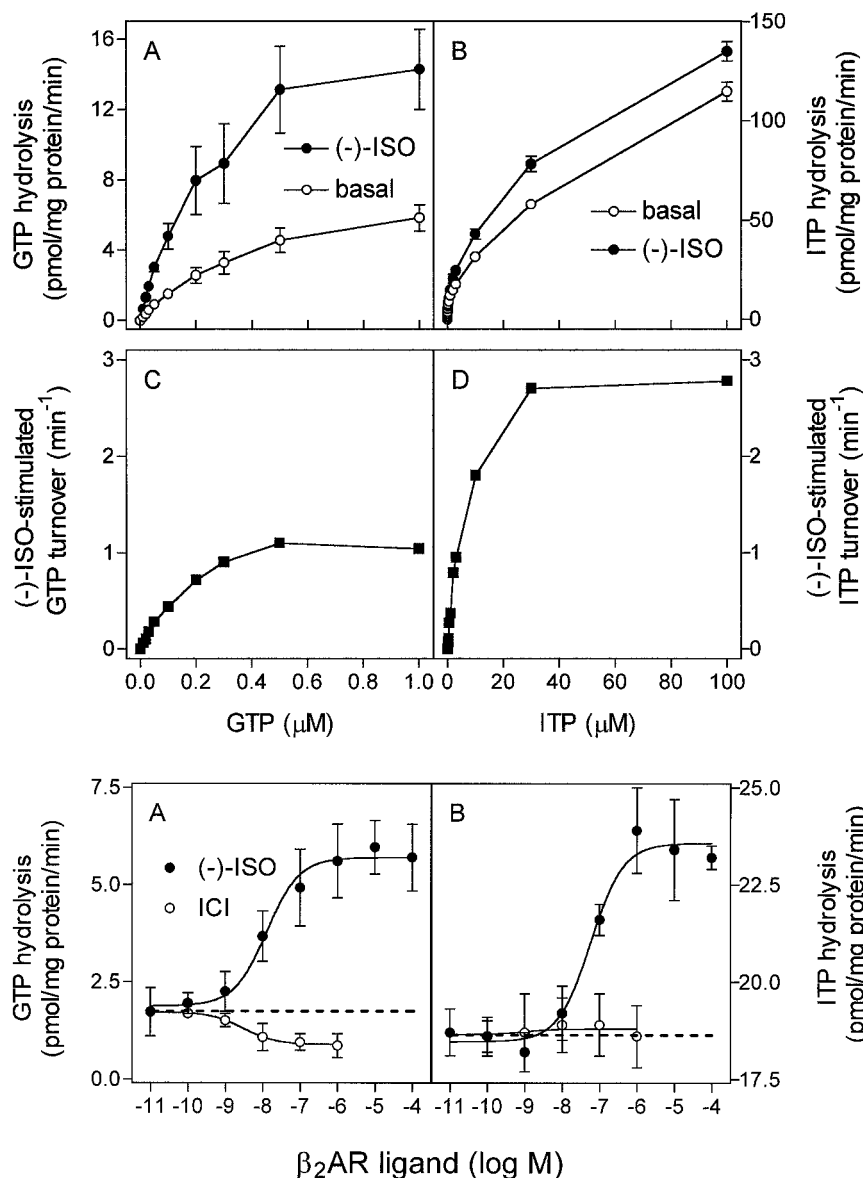 GTP hydrolysis
(pmol/mg protein/min)
16
12
8
4
0
A
(-)-ISO
basal
B
basal
(-)-ISO
150
100
50
0
ITP hydrolysis
(pmol/mg protein/min)
(-)-ISO-stimulated
GTP turnover (min⁻¹)
3
2
1
0
C
D
3
2
1
0
(-)-ISO-stimulated
ITP turnover (min⁻¹)
0.0 0.2 0.4 0.6 0.8 1.0
0 20 40 60 80 100
GTP (μM)
ITP (μM)
GTP hydrolysis
(pmol/mg protein/min)
7.5
5.0
2.5
0.0
A
(-)-ISO
ICI
B
25.0
22.5
20.0
17.5
ITP hydrolysis
(pmol/mg protein/min)
-11 -10 -9 -8 -7 -6 -5 -4
-11 -10 -9 -8 -7 -6 -5 -4
β₂AR ligand (log M)